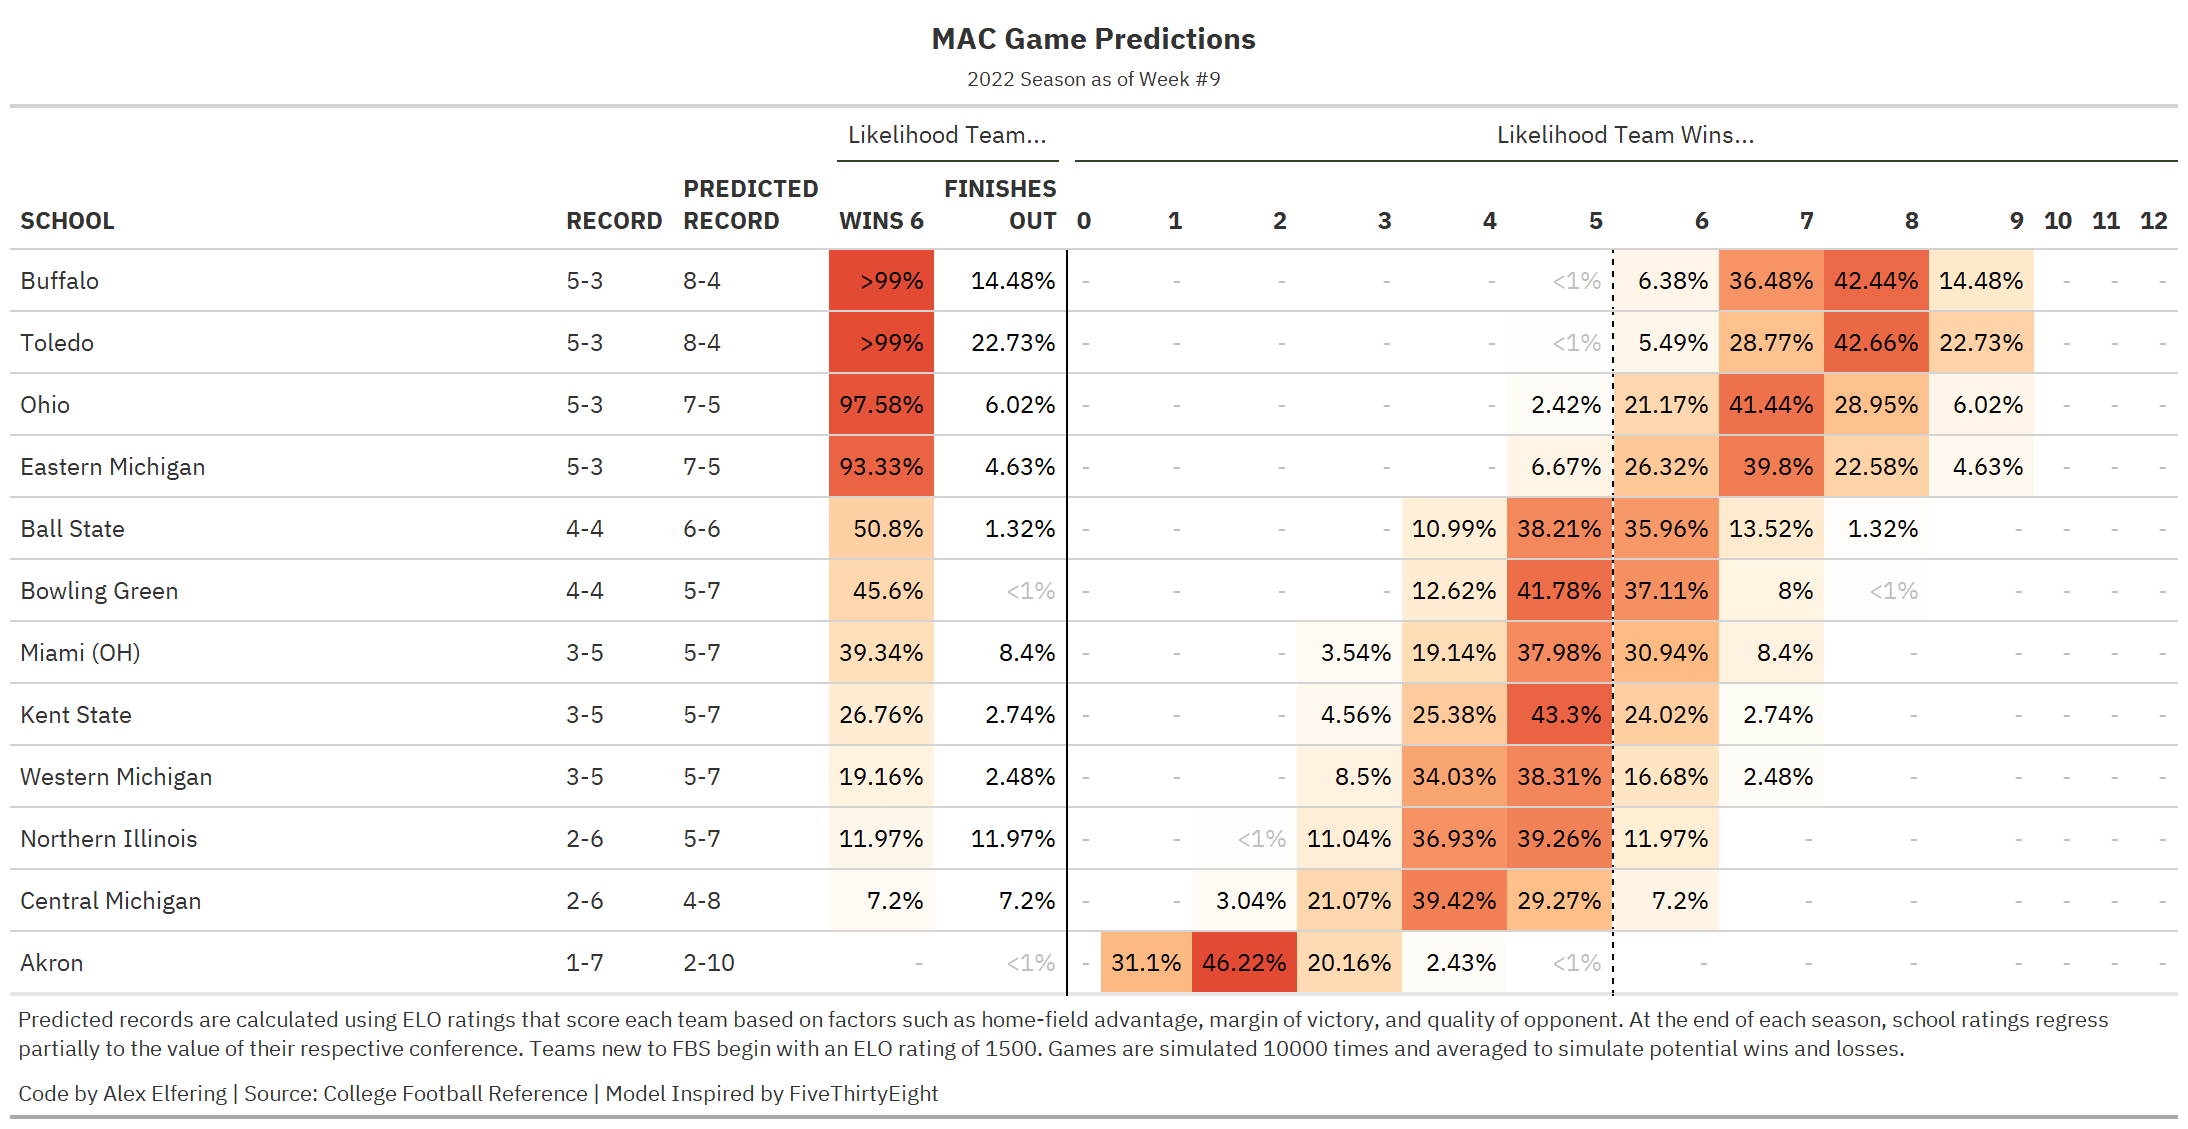 MAC Game Predictions
2022 Season as of Week #9
Likelihood Team... Likelihood Team Wins...
SCHOOL RECORD PREDICTED RECORD WINS 6 FINISHES OUT 0 1 2 3 4 5 6 7 8 9 10 11 12
Buffalo 5-3 8-4 >99% 14.48% - - - - - <1% 6.38% 36.48% 42.44% 14.48% - - -
Toledo 5-3 8-4 >99% 22.73% - - - - - <1% 5.49% 28.77% 42.66% 22.73% - - -
Ohio 5-3 7-5 97.58% 6.02% - - - - - 2.42% 21.17% 41.44% 28.95% 6.02% - - -
Eastern Michigan 5-3 7-5 93.33% 4.63% - - - - - 6.67% 26.32% 39.8% 22.58% 4.63% - - -
Ball State 4-4 6-6 50.8% 1.32% - - - - 10.99% 38.21% 35.96% 13.52% 1.32% - - - -
Bowling Green 4-4 5-7 45.6% <1% - - - - 12.62% 41.78% 37.11% 8% <1% - - - -
Miami (OH) 3-5 5-7 39.34% 8.4% - - - 3.54% 19.14% 37.98% 30.94% 8.4% - - - - -
Kent State 3-5 5-7 26.76% 2.74% - - - 4.56% 25.38% 43.3% 24.02% 2.74% - - - - -
Western Michigan 3-5 5-7 19.16% 2.48% - - - 8.5% 34.03% 38.31% 16.68% 2.48% - - - - -
Northern Illinois 2-6 5-7 11.97% 11.97% - - <1% 11.04% 36.93% 39.26% 11.97% - - - - - -
Central Michigan 2-6 4-8 7.2% 7.2% - - 3.04% 21.07% 39.42% 29.27% 7.2% - - - - - -
Akron 1-7 2-10 - <1% - 31.1% 46.22% 20.16% 2.43% <1% - - - - - - -
Predicted records are calculated using ELO ratings that score each team based on factors such as home-field advantage, margin of victory, and quality of opponent. At the end of each season, school ratings regress
partially to the value of their respective conference. Teams new to FBS begin with an ELO rating of 1500. Games are simulated 10000 times and averaged to simulate potential wins and losses.
Code by Alex Elfering | Source: College Football Reference | Model Inspired by FiveThirtyEight